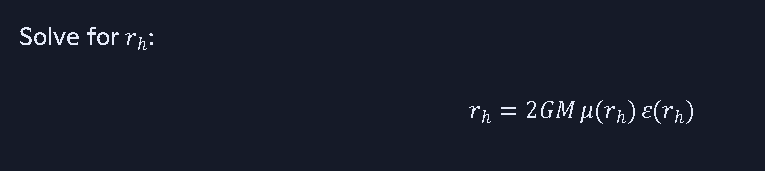 Solve for r_h:
r_h = 2GM μ(r_h) ε(r_h)